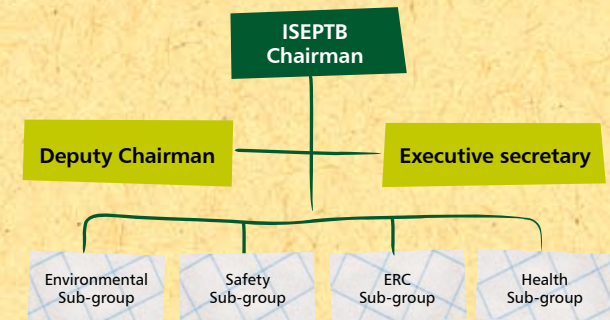 ISEPTB
Chairman
Deputy Chairman
Executive secretary
Environmental
Sub-group
Safety
Sub-group
ERC
Sub-group
Health
Sub-group